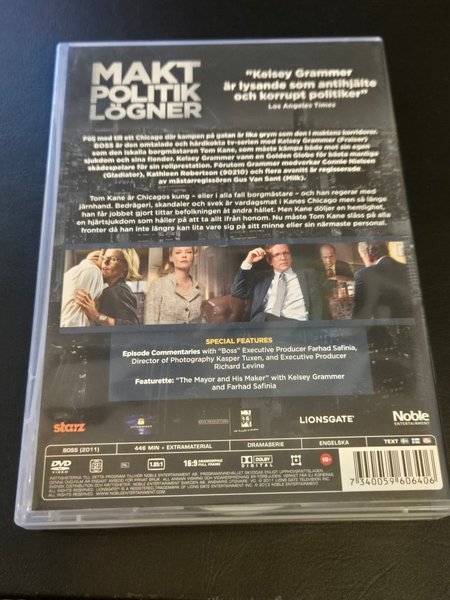 MAKT
POLITIK
LÖGNER
"Kelsey Grammer
är lysande som antihjälte
och korrupt politiker"
Los Angeles Times
Följ med till ett Chicago där kampen på gatan är lika grym som den i maktens korridorer.
BOSS är den omtalade och hårdkokta tv-serien med Kelsey Grammer (Frasier)
som den iskalla borgmästaren Tom Kane, som måste kämpa både mot sin egen
sjukdom och sina fiender. Kelsey Grammer vann en Golden Globe för bästa manliga
skådespelare för sin rollprestation. Förutom Grammer medverkar Connie Nielsen
(Gladiator), Kathleen Robertson (90210) och flera avsnitt är regisserade
av mästarregissören Gus Van Sant (Milk).
Tom Kane är Chicagos kung – eller i alla fall borgmästare – och han regerar med
järnhand. Bedrägeri, skandaler och svek är vardagsmat i Kanes Chicago men så länge
han får jobbet gjort tittar befolkningen åt andra hållet. Men Kane döljer en hemlighet,
en hjärtsjukdom som håller på att ta allt ifrån honom. Nu måste Tom Kane slåss på alla
fronter då han inte längre kan lita vare sig på sitt minne eller sin närmaste personal.
SPECIAL FEATURES
Episode Commentaries with "Boss" Executive Producer Farhad Safinia,
Director of Photography Kasper Tuxen, and Executive Producer
Richard Levine
Featurette: "The Mayor and His Maker" with Kelsey Grammer
and Farhad Safinia
starz
LIONSGATE
Noble
ENTERTAINMENT
BOSS (2011)
446 MIN + EXTRAMATERIAL
DRAMASERIE
ENGELSKA
TEXT
DVD
VIDEO
1.85:1
16:9 ANAMORPHIC
FULL FRAME
DOLBY
DIGITAL
15+
7 340059 606406